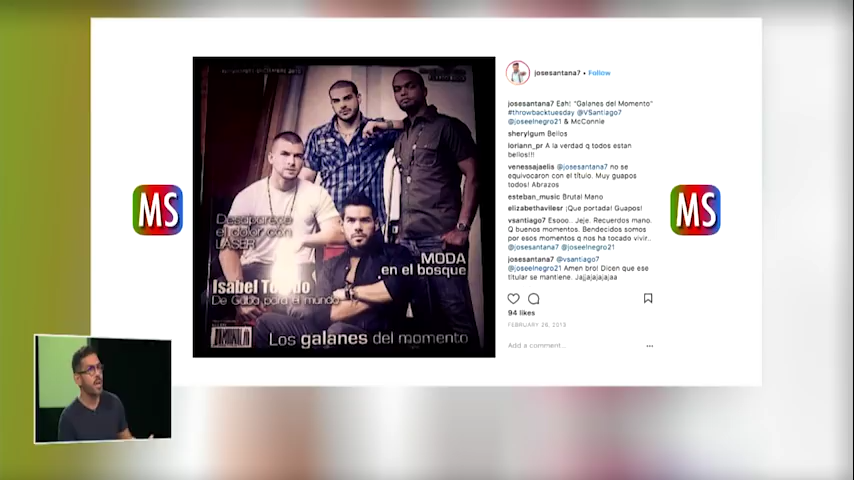 josesantana7 • Follow
josesantana7 Eah! "Galanes del Momento"
#throwbacktuesday @VSantiago7
@joseelnegro21 & McConnie
sherylgum Bellos
loriann_pr A la verdad q todos estan
bellos!!!
venessajaelis @josesantana7 no se
equivocaron con el título. Muy guapos
todos! Abrazos
esteban_music Brutal Mano
elizabethavilesr ¡Que portada! Guapos!
vsantiago7 Esooo.. Jeje. Recuerdos mano.
Q buenos momentos. Bendecidos somos
por esos momentos q nos ha tocado vivir..
@josesantana7 @joseelnegro21
josesantana7 @vsantiago7
@joseelnegro21 Amen bro! Dicen que ese
titular se mantiene. Jajjajajajajaa
94 likes
FEBRUARY 26, 2013
Add a comment...
MS
MS
Desaparece
el dolor con
LASER
MODA
en el bosque
Isabel
De Cuba para el mundo
Los galanes del momento